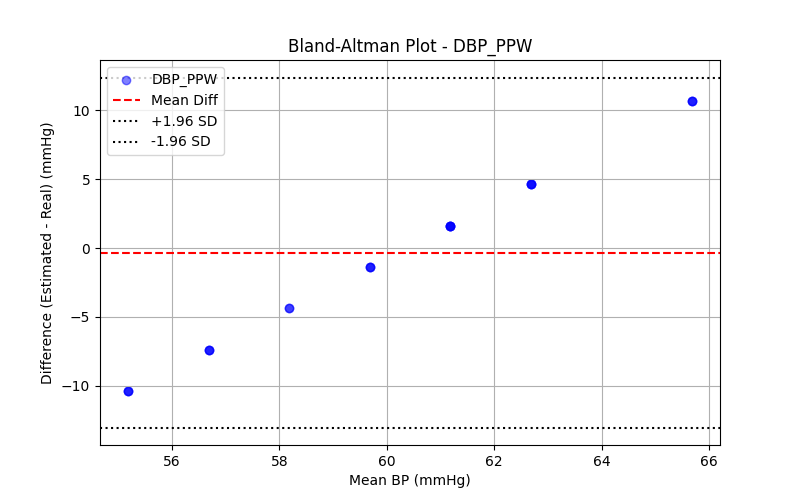 Bland-Altman Plot - DBP_PPW
DBP_PPW
Mean Diff
+1.96 SD
-1.96 SD
10
5
0
−5
−10
Difference (Estimated - Real) (mmHg)
56 58 60 62 64 66
Mean BP (mmHg)